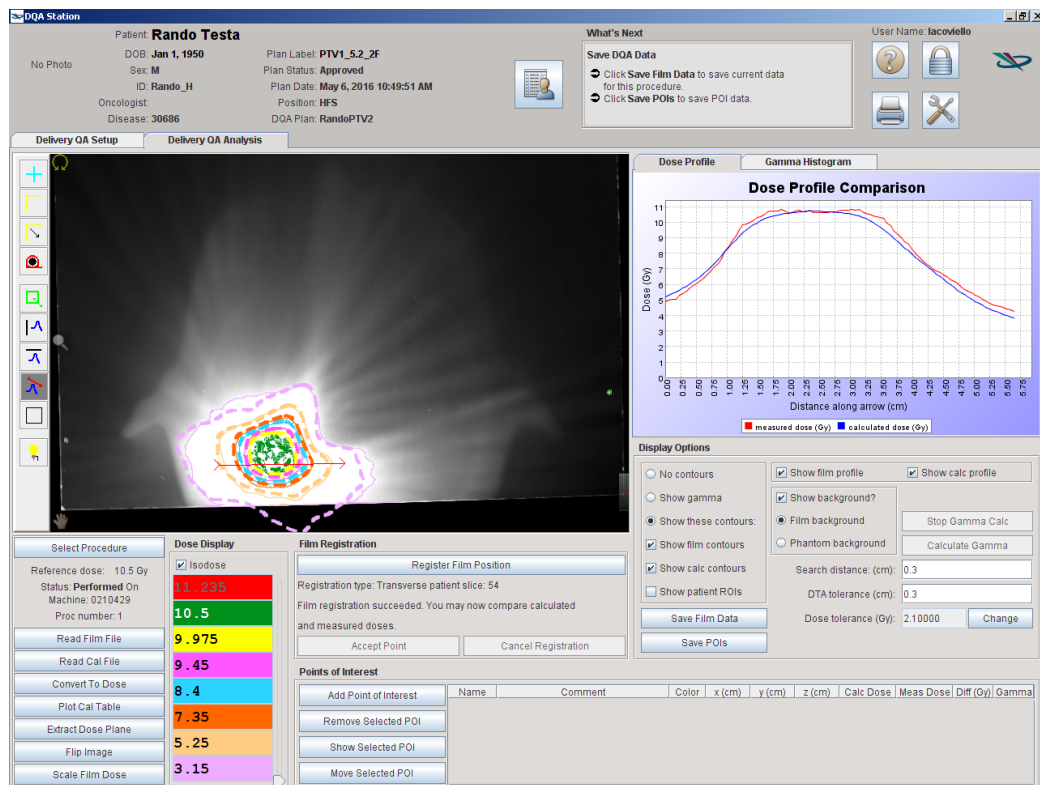 DQA Station
Patient: Rando Testa
No Photo
DOB: Jan 1, 1950
Sex: M
ID: Rando_H
Oncologist:
Disease: 30686
Plan Label: PTV1_5.2_2F
Plan Status: Approved
Plan Date: May 6, 2016 10:49:51 AM
Position: HFS
DQA Plan: RandoPTV2
What's Next
Save DQA Data
Click Save Film Data to save current data
for this procedure.
Click Save POIs to save POI data.
User Name: Iacoviello
Delivery QA Setup
Delivery QA Analysis
Dose Profile
Gamma Histogram
Dose Profile Comparison
Dose (Gy)
11
10
9
8
7
6
5
4
3
2
1
0
0.00 0.25 0.50 0.75 1.00 1.25 1.50 1.75 2.00 2.25 2.50 2.75 3.00 3.25 3.50 3.75 4.00 4.25 4.50 4.75 5.00 5.25 5.50 5.75
Distance along arrow (cm)
measured dose (Gy) calculated dose (Gy)
Display Options
No contours
Show gamma
Show these contours:
Show film contours
Show calc contours
Show patient ROIs
Show film profile
Show calc profile
Show background?
Film background
Phantom background
Stop Gamma Calc
Calculate Gamma
Search distance: (cm): 0.3
DTA tolerance (cm): 0.3
Dose tolerance (Gy): 2.10000 Change
Save Film Data
Save POIs
Select Procedure
Reference dose: 10.5 Gy
Status: Performed On
Machine: 0210429
Proc number: 1
Read Film File
Read Cal File
Convert To Dose
Plot Cal Table
Extract Dose Plane
Flip Image
Scale Film Dose
Dose Display
Isodose
11.235
10.5
9.975
9.45
8.4
7.35
5.25
3.15
Film Registration
Register Film Position
Registration type: Transverse patient slice: 54
Film registration succeeded. You may now compare calculated
and measured doses.
Accept Point
Cancel Registration
Points of Interest
Add Point of Interest
Remove Selected POI
Show Selected POI
Move Selected POI
Name Comment Color x (cm) y (cm) z (cm) Calc Dose Meas Dose Diff (Gy) Gamma